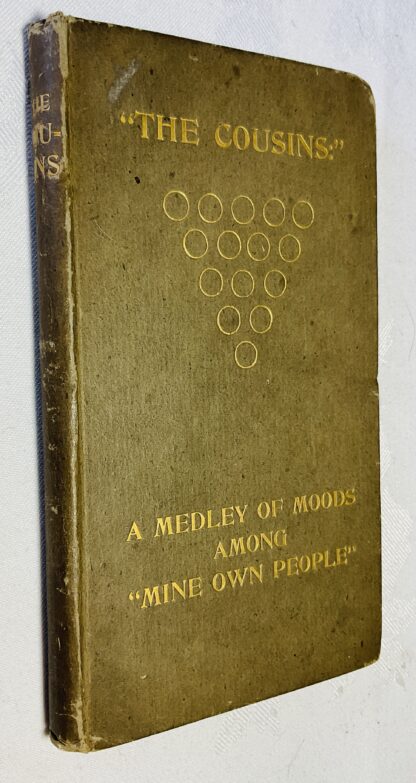 "THE COUSINS:"
A MEDLEY OF MOODS
AMONG
"MINE OWN PEOPLE"
HE
U-
NS